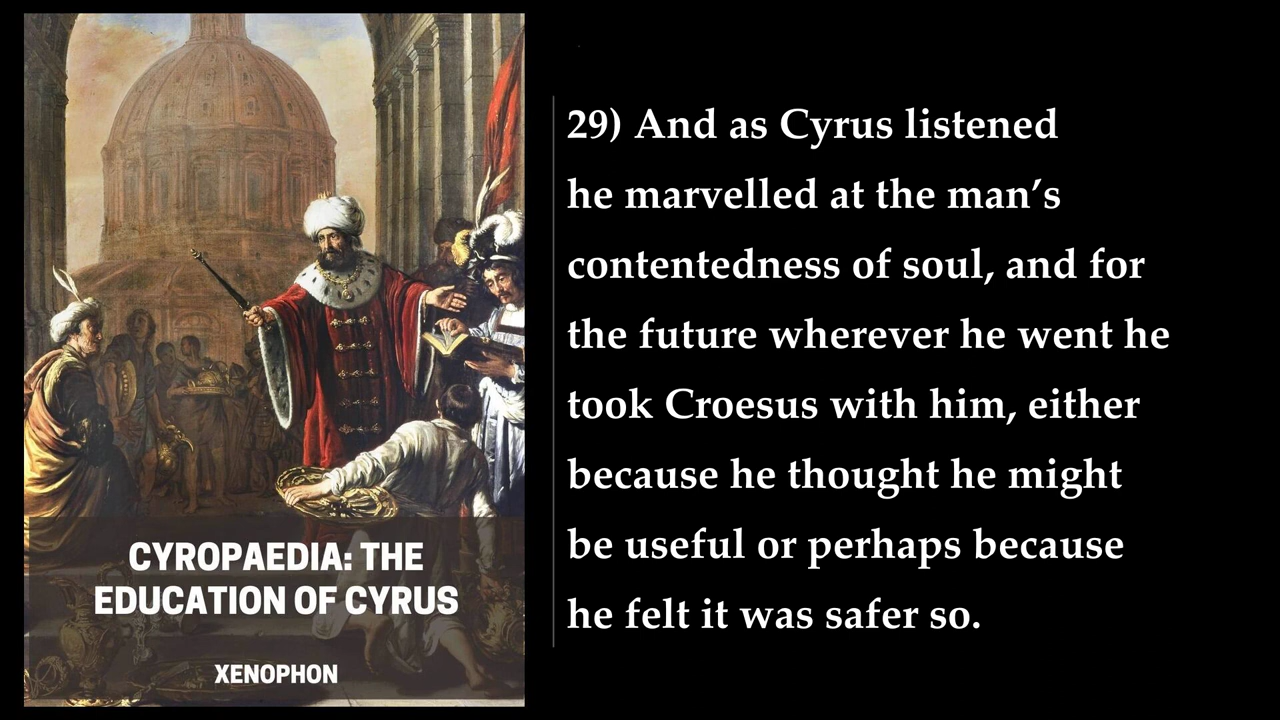 CYROPAEDIA: THE
EDUCATION OF CYRUS
XENOPHON
29) And as Cyrus listened
he marvelled at the man’s
contentedness of soul, and for
the future wherever he went he
took Croesus with him, either
because he thought he might
be useful or perhaps because
he felt it was safer so.